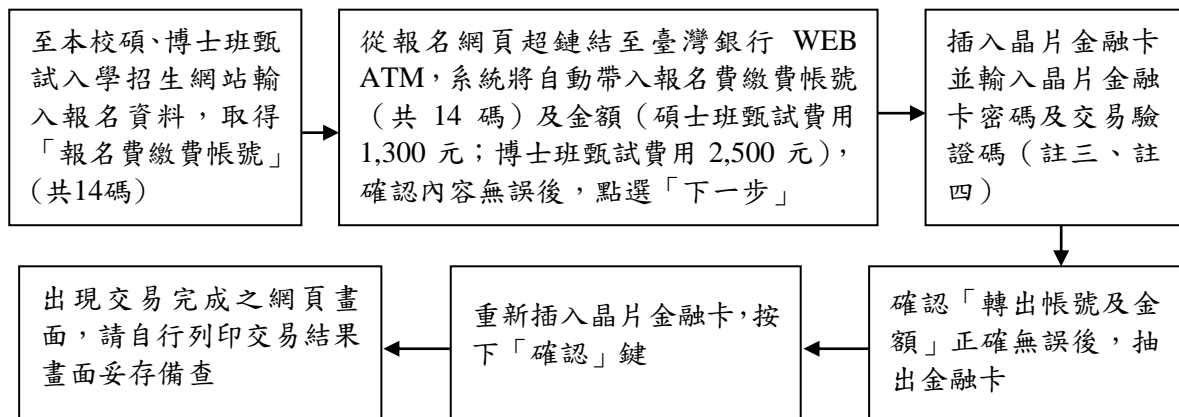 至本校碩、博士班甄
試入學招生網站輸
入報名資料，取得
「報名費繳費帳號」
(共14碼)
從報名網頁超鏈結至臺灣銀行 WEB
ATM，系統將自動帶入報名費繳費帳號
（共 14 碼）及金額（碩士班甄試費用
1,300 元；博士班甄試費用 2,500 元），
確認內容無誤後，點選「下一步」
插入晶片金融卡
並輸入晶片金融
卡密碼及交易驗
證碼（註三、註
四）
確認「轉出帳號及金
額」正確無誤後，抽
出金融卡
重新插入晶片金融卡，按
下「確認」鍵
出現交易完成之網頁畫
面，請自行列印交易結果
畫面妥存備查